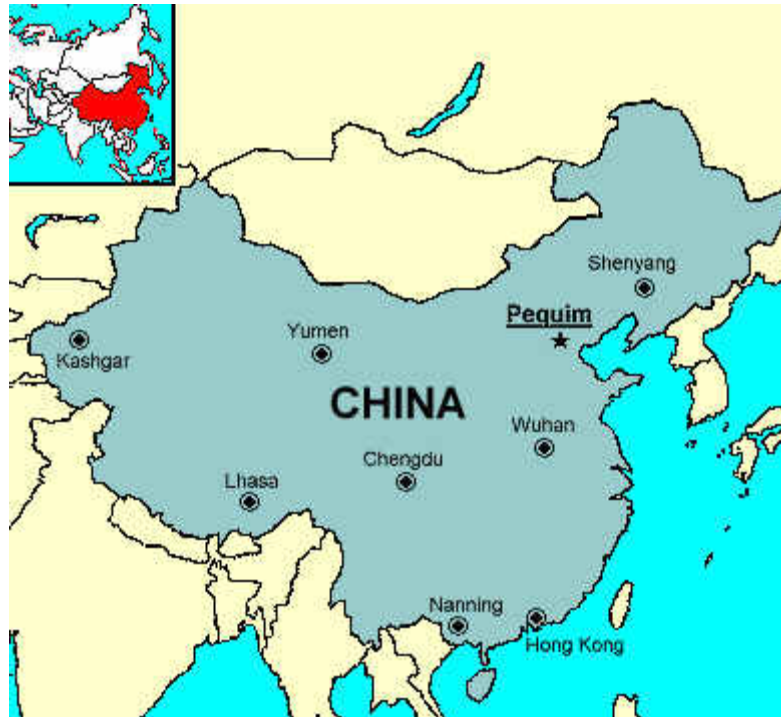 Shenyang
Pequim
Yumen
Kashgar
CHINA
Wuhan
Chengdu
Lhasa
Nanning
Hong Kong